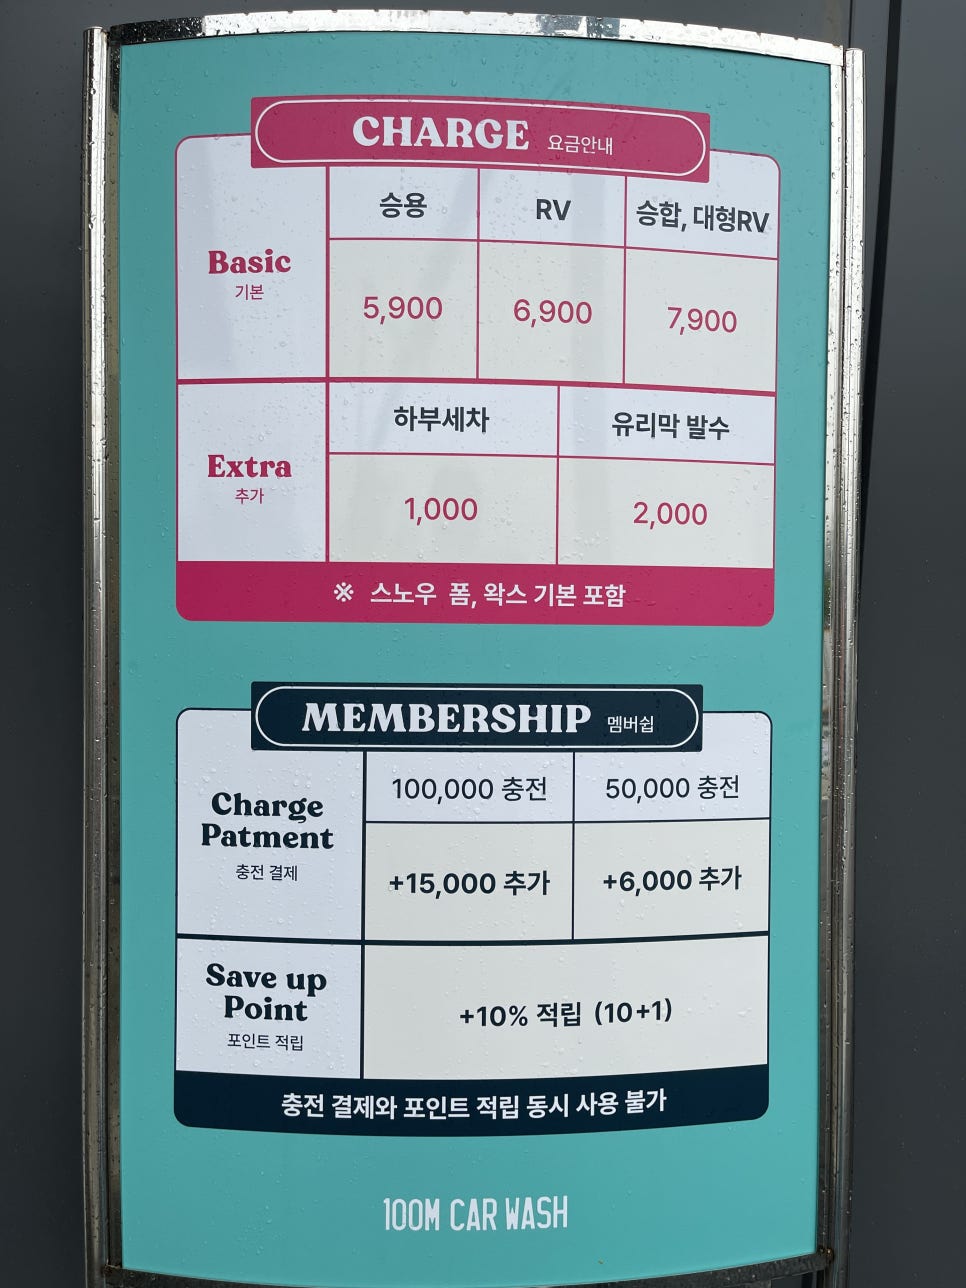 CHARGE 요금안내
Basic
기본
승용
RV
승합, 대형RV
5,900
6,900
7,900
Extra
추가
하부세차
유리막 발수
1,000
2,000
※ 스노우 폼, 왁스 기본 포함
MEMBERSHIP 멤버쉽
Charge
Patment
충전 결제
100,000 충전
50,000 충전
+15,000 추가
+6,000 추가
Save up
Point
포인트 적립
+10% 적립 (10+1)
충전 결제와 포인트 적립 동시 사용 불가
100M CAR WASH